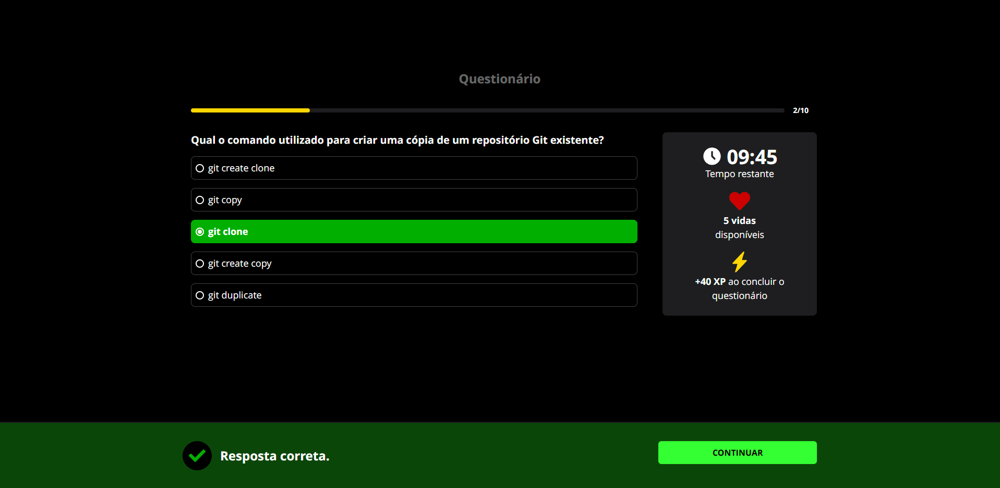 Questionário
2/10
Qual o comando utilizado para criar uma cópia de um repositório Git existente?
git create clone
git copy
git clone
git create copy
git duplicate
09:45
Tempo restante
5 vidas
disponíveis
+40 XP ao concluir o
questionário
Resposta correta.
CONTINUAR